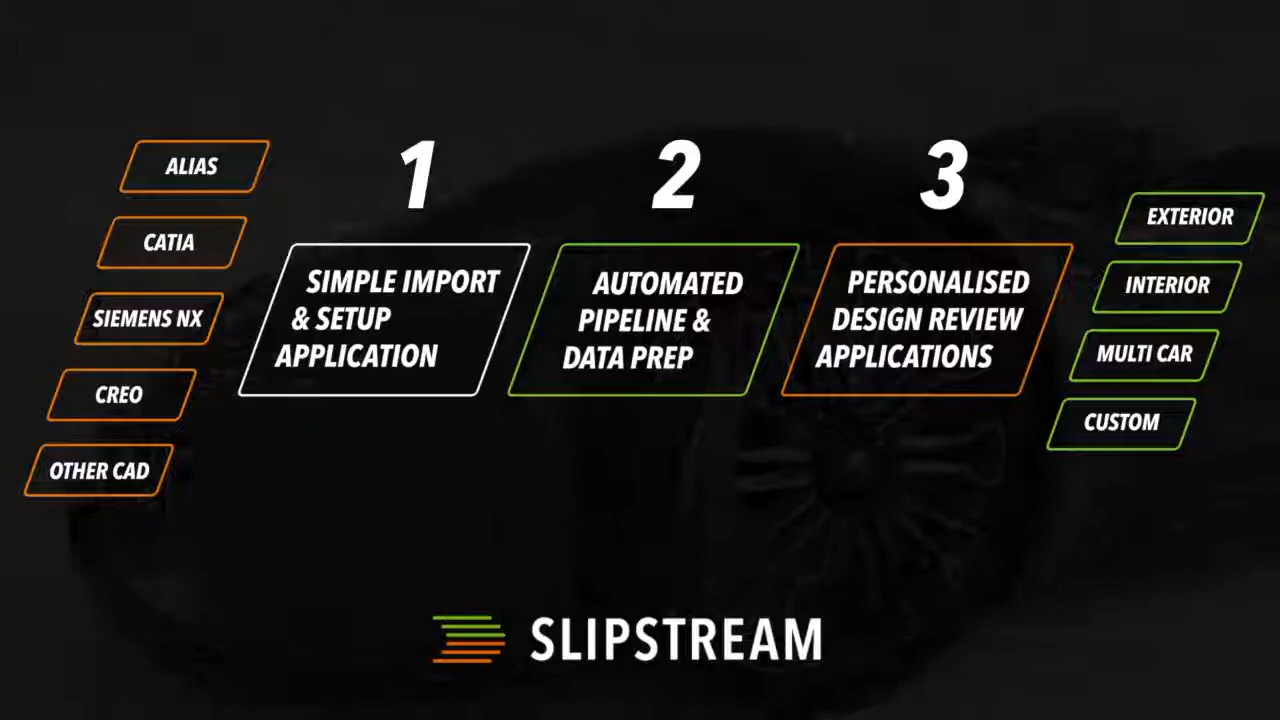 ALIAS
CATIA
SIEMENS NX
CREO
OTHER CAD
1
SIMPLE IMPORT
& SETUP
APPLICATION
2
AUTOMATED
PIPELINE &
DATA PREP
3
PERSONALISED
DESIGN REVIEW
APPLICATIONS
EXTERIOR
INTERIOR
MULTI CAR
CUSTOM
SLIPSTREAM